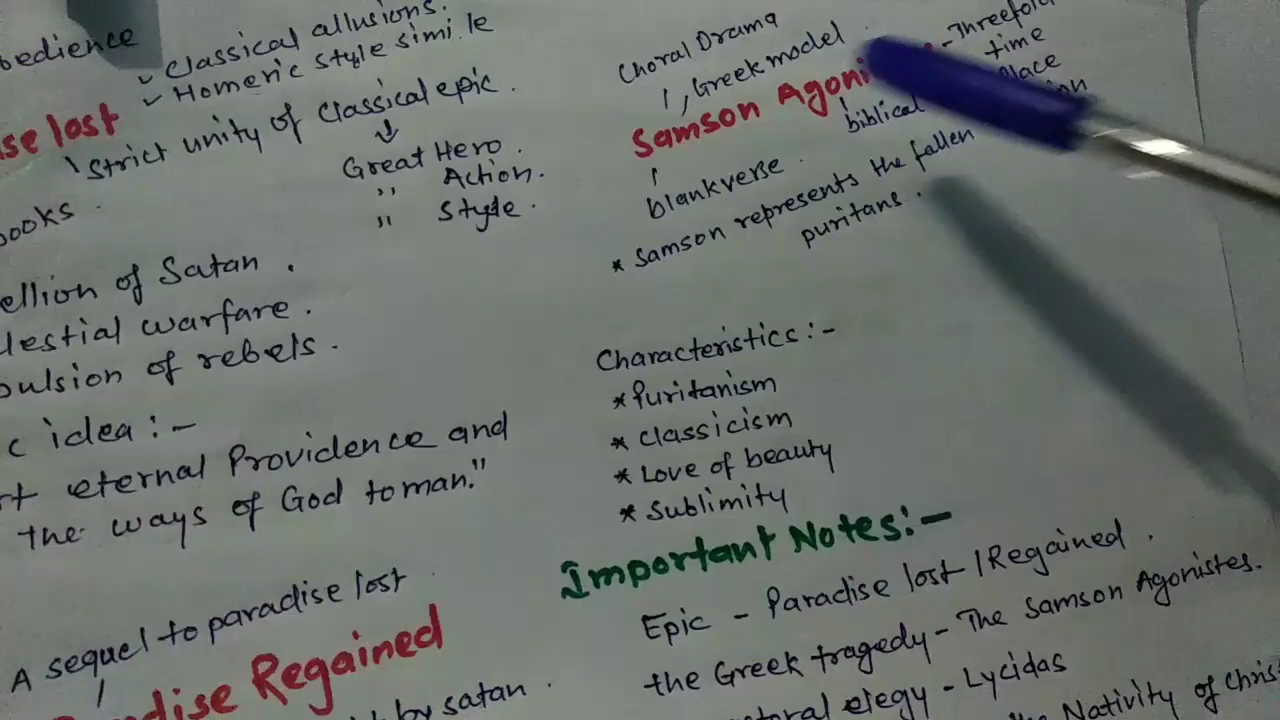 bedience
✓ Classical allusions.
✓ Homeric style simile
se lost
Strict unity of Classical epic.
Great Hero.
,, Action.
,, Style.
books.
ellion of Satan.
lestial warfare.
pulsion of rebels.
c idea:-
rt eternal Providence and
the ways of God to man."
A sequel to paradise lost
dise Regained
by satan.
Choral Drama
Greek model
Samson Agoni
Threefold
time
place
biblical
blankverse.
* Samson represents the fallen
puritans.
Characteristics:-
* Puritanism
* Classicism
* Love of beauty
* Sublimity
Important Notes:-
Epic - Paradise lost / Regained.
the Greek tragedy - The Samson Agonistes.
toral elegy - Lycidas
Nativity of Chris